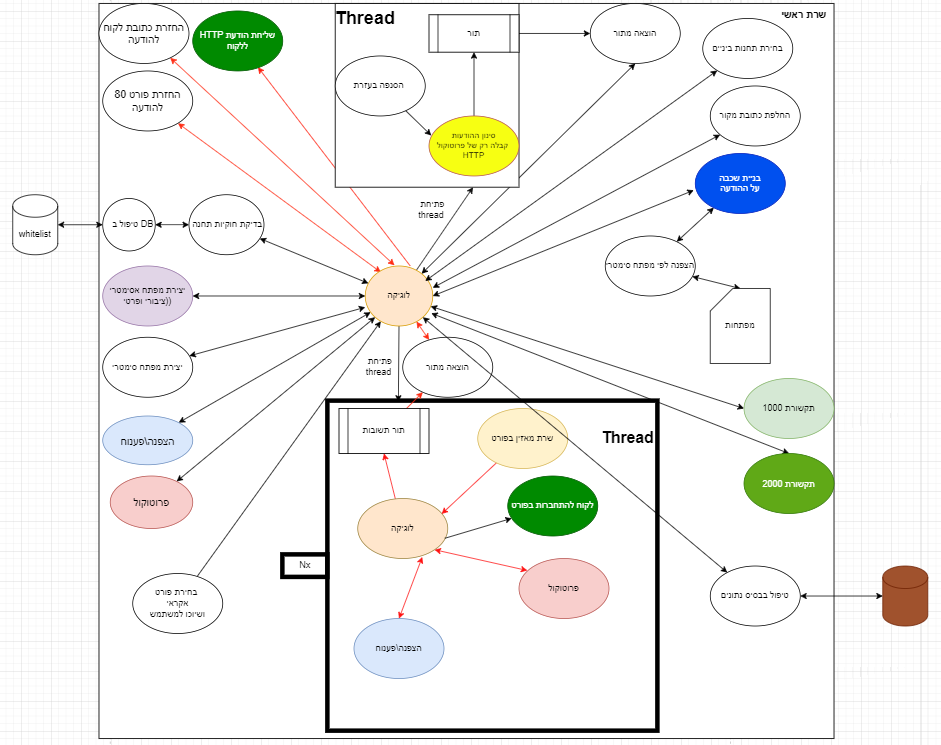 שרת ראשי
Thread
תור
הוצאה מתור
בחירת תחנות ביניים
החזרת כתובת לקוח
להודעה
שליחת הודעת HTTP
ללקוח
הסנפה בעזרת
החזרת פורט 80
להודעה
החלפת כתובת מקור
סינון ההודעות
קבלה רק של פרוטוקול
HTTP
בניית שכבה
על ההודעה
פתיחת
thread
whitelist
טיפול ב DB
בדיקת חוקיות תחנה
הצפנה לפי מפתח סימטרי
יצירת מפתח אסימטרי
((ציבורי ופרטי
לוגיקה
מפתחות
פתיחת
thread
הוצאה מתור
יצירת מפתח סימטרי
תקשורת 1000
הצפנה\פענוח
תור תשובות
שרת מאזין בפורט
Thread
תקשורת 2000
פרוטוקול
לקוח להתחברות בפורט
לוגיקה
Nx
פרוטוקול
בחירת פורט
אקראי
ושיוכו למשתמש
טיפול בבסיס נתונים
הצפנה\פענוח